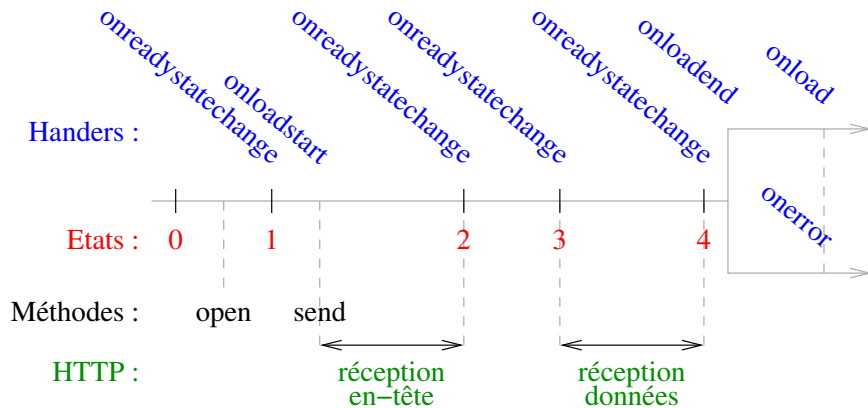 onreadystatechange
onloadstart
onreadystatechange
onreadystatechange
onreadystatechange
onloadend
onload
Handers :
onerror
Etats : 0 1 2 3 4
Méthodes : open send
HTTP : réception réception
en−tête données